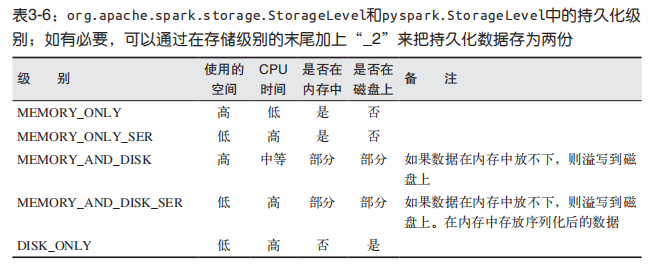 表3-6：org.apache.spark.storage.StorageLevel和pyspark.StorageLevel中的持久化级
别；如有必要，可以通过在存储级别的末尾加上“_2”来把持久化数据存为两份
级 别 使用的空间 CPU时间 是否在内存中 是否在磁盘上 备 注
MEMORY_ONLY 高 低 是 否
MEMORY_ONLY_SER 低 高 是 否
MEMORY_AND_DISK 高 中等 部分 部分 如果数据在内存中放不下，则溢写到磁
盘上
MEMORY_AND_DISK_SER 低 高 部分 部分 如果数据在内存中放不下，则溢写到磁
盘上。在内存中存放序列化后的数据
DISK_ONLY 低 高 否 是